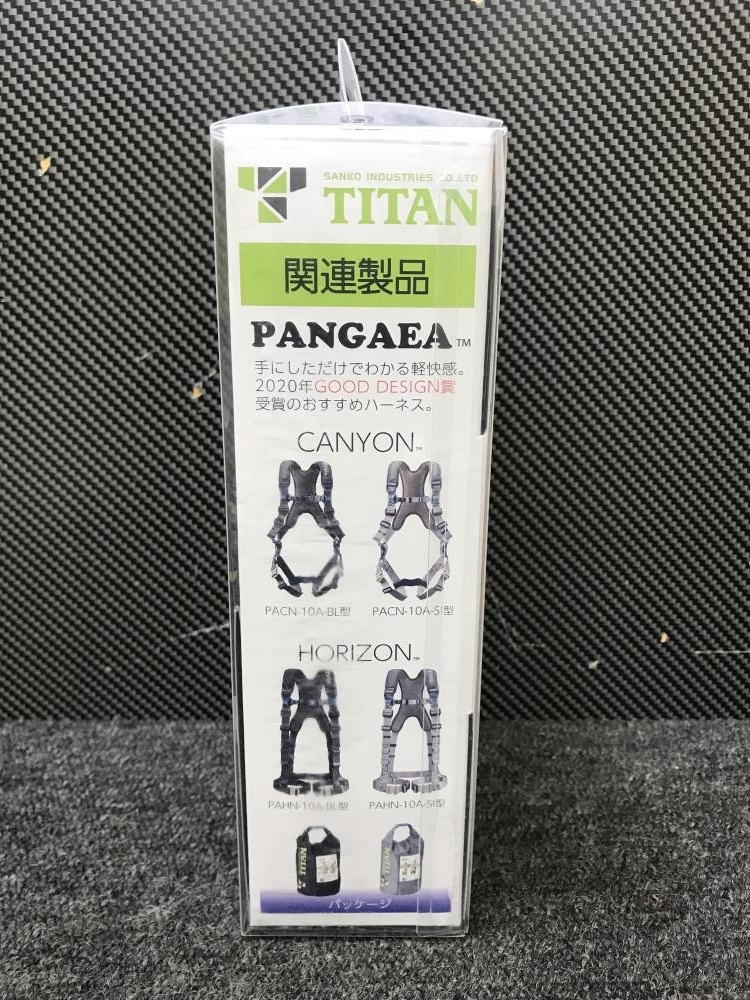 SANKO INDUSTRIES CO.,LTD
TITAN
関連製品
PANGAEA™
手にしただけでわかる軽快感。
2020年GOOD DESIGN賞
受賞のおすすめハーネス。
CANYON™
PACN-10A-BL型 PACN-10A-SI型
HORIZON™
PAHN-10A-BL型 PAHN-10A-SI型
TITAN TITAN
パッケージ